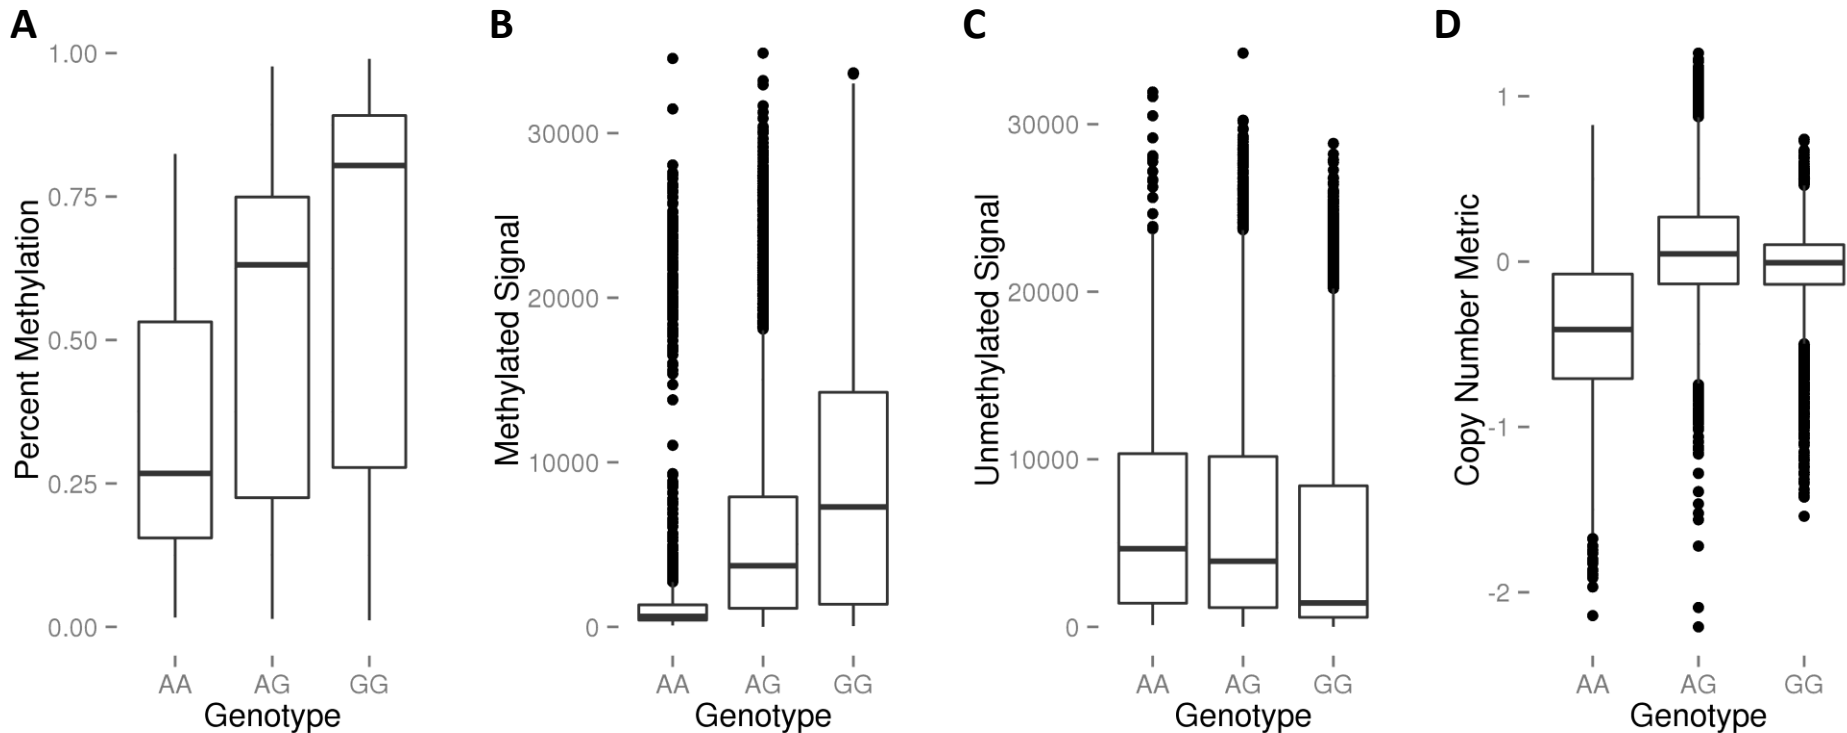 A
Percent Methylation
1.00
0.75
0.50
0.25
0.00
AA AG GG
Genotype
B
Methylated Signal
30000
20000
10000
0
AA AG GG
Genotype
C
Unmethylated Signal
30000
20000
10000
0
AA AG GG
Genotype
D
Copy Number Metric
1
0
-1
-2
AA AG GG
Genotype